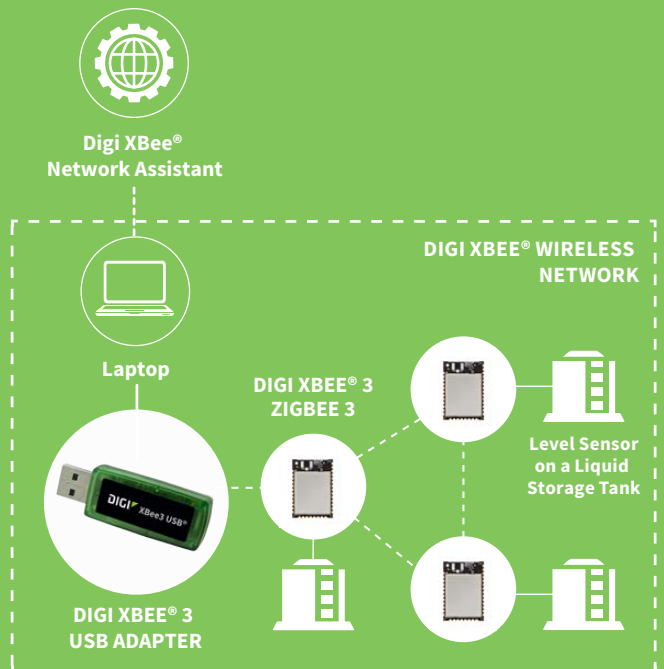 Digi XBee®
Network Assistant
DIGI XBEE® WIRELESS
NETWORK
Laptop
DIGI XBEE® 3
ZIGBEE 3
Level Sensor
on a Liquid
Storage Tank
DIGI XBee3 USB®
DIGI XBEE® 3
USB ADAPTER